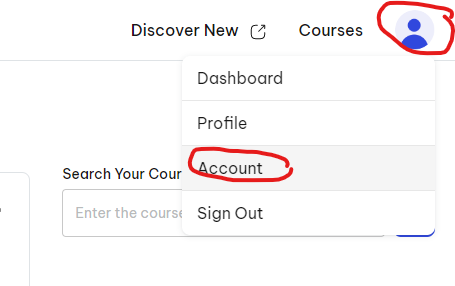 Discover New
Courses
Dashboard
Profile
Account
Sign Out
Search Your Cour
Enter the course